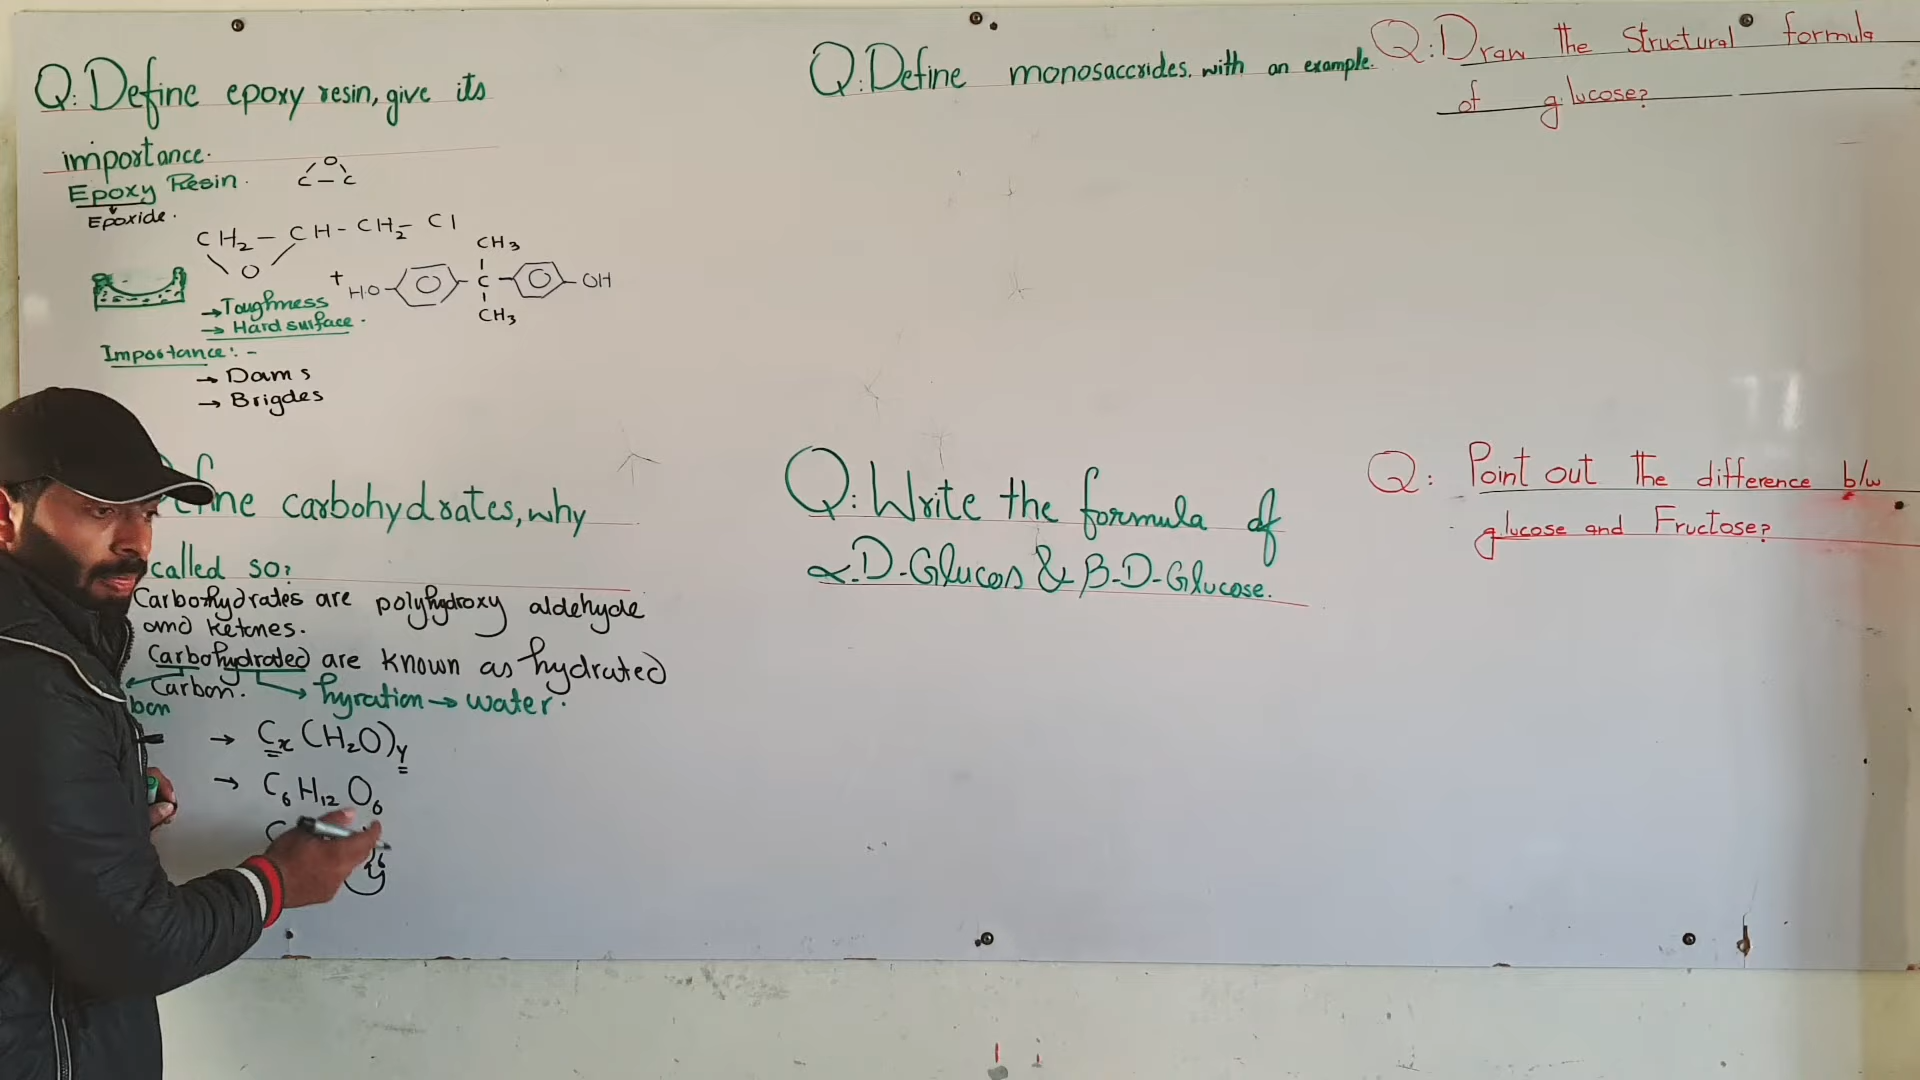 Q: Define epoxy resin, give its
importance.
Epoxy Resin.
Epoxide.
O
C - C
CH2 - CH - CH2 - Cl
O
+
CH3
HO C OH
CH3
→ Toughness
→ Hard surface.
Importance: -
→ Dams
→ Brigdes
fine carbohydrates, why
called so?
Carbohydrates are polyhydroxy aldehyde
and Ketones.
Carbohydrated are known as hydrated
Carbon.
→ hyration → water.
bon
→ Cx (H2O)y
→ C6 H12 O6
Q: Define monosaccrides. with an example.
Q: Write the formula of
α.D-Glucos & β-D-Glucose.
Q: Draw the Structural formula
of glucose?
Q: Point out The difference b/w
glucose and Fructose?